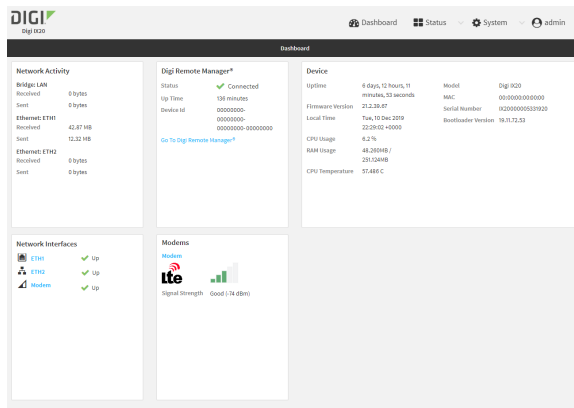 DIGI
Digi IX20
Dashboard
Status
System
admin
Dashboard
Network Activity
Bridge: LAN
Received 0 bytes
Sent 0 bytes
Ethernet: ETH1
Received 42.87 MB
Sent 12.32 MB
Ethernet: ETH2
Received 0 bytes
Sent 0 bytes
Digi Remote Manager®
Status Connected
Up Time 136 minutes
Device Id 00000000-
00000000-
00000000-00000000
Go To Digi Remote Manager®
Device
Uptime 6 days, 12 hours, 11
minutes, 53 seconds
Firmware Version 21.2.39.67
Local Time Tue, 10 Dec 2019
22:29:02 +0000
CPU Usage 6.2 %
RAM Usage 48.260MB /
251.124MB
CPU Temperature 57.486 C
Model Digi IX20
MAC 00:00:00:00:00:00
Serial Number IX20000005331920
Bootloader Version 19.11.72.53
Network Interfaces
ETH1 Up
ETH2 Up
Modem Up
Modems
Modem
Lte
Signal Strength Good (-74 dBm)